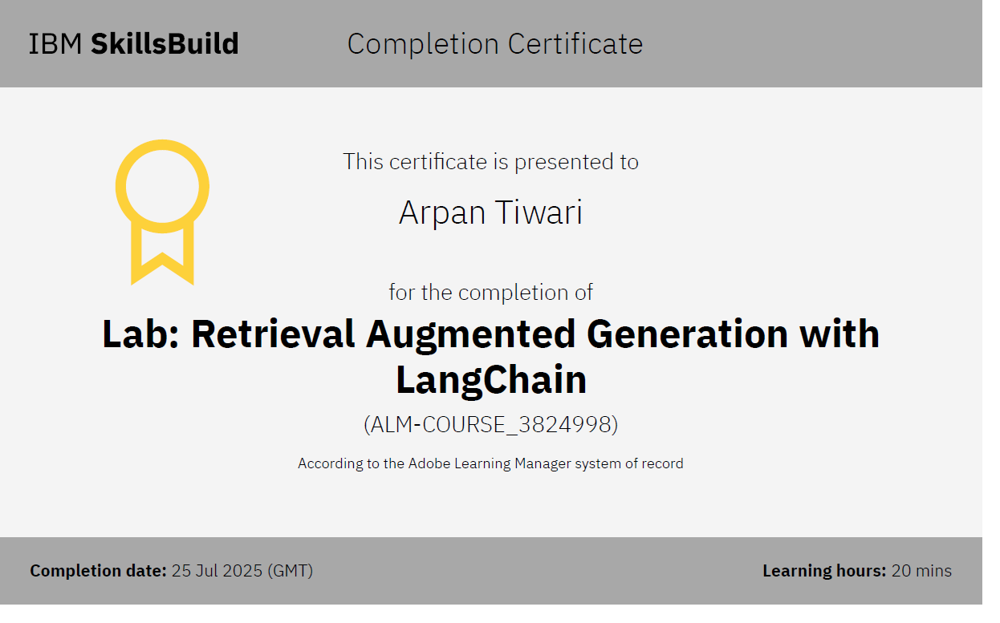 IBM SkillsBuild
Completion Certificate
This certificate is presented to
Arpan Tiwari
for the completion of
Lab: Retrieval Augmented Generation with
LangChain
(ALM-COURSE_3824998)
According to the Adobe Learning Manager system of record
Completion date: 25 Jul 2025 (GMT)
Learning hours: 20 mins